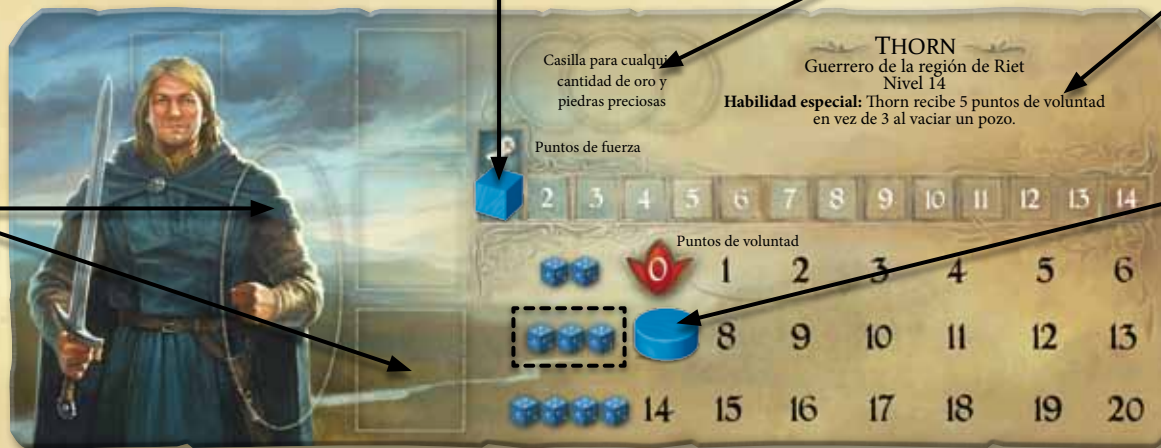 Casilla para cualqui
cantidad de oro y
piedras preciosas
THORN
Guerrero de la región de Riet
Nivel 14
Habilidad especial: Thorn recibe 5 puntos de voluntad
en vez de 3 al vaciar un pozo.
Puntos de fuerza
2 3 4 5 6 7 8 9 10 11 12 13 14
Puntos de voluntad
0 1 2 3 4 5 6
8 9 10 11 12 13
14 15 16 17 18 19 20